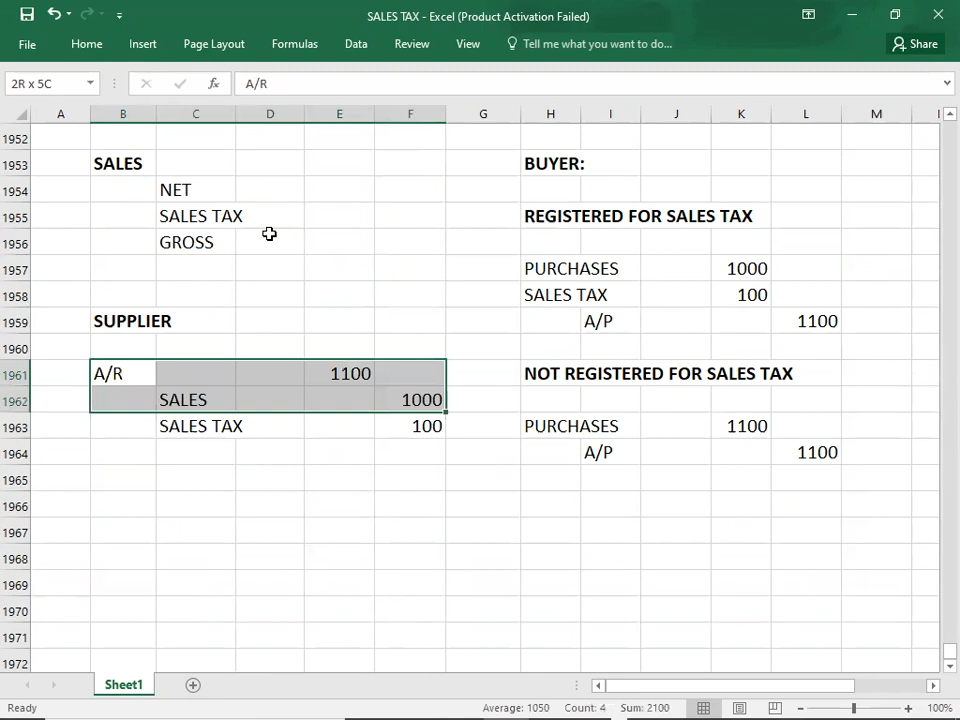 SALES TAX - Excel (Product Activation Failed)
File Home Insert Page Layout Formulas Data Review View Tell me what you want to do... Share
2R x 5C fx A/R
A B C D E F G H I J K L M
1952
1953 SALES BUYER:
1954 NET
1955 SALES TAX REGISTERED FOR SALES TAX
1956 GROSS
1957 PURCHASES 1000
1958 SALES TAX 100
1959 SUPPLIER A/P 1100
1960
1961 A/R 1100 NOT REGISTERED FOR SALES TAX
1962 SALES 1000
1963 SALES TAX 100 PURCHASES 1100
1964 A/P 1100
1965
1966
1967
1968
1969
1970
1971
1972
Sheet1
Ready Average: 1050 Count: 4 Sum: 2100 100%